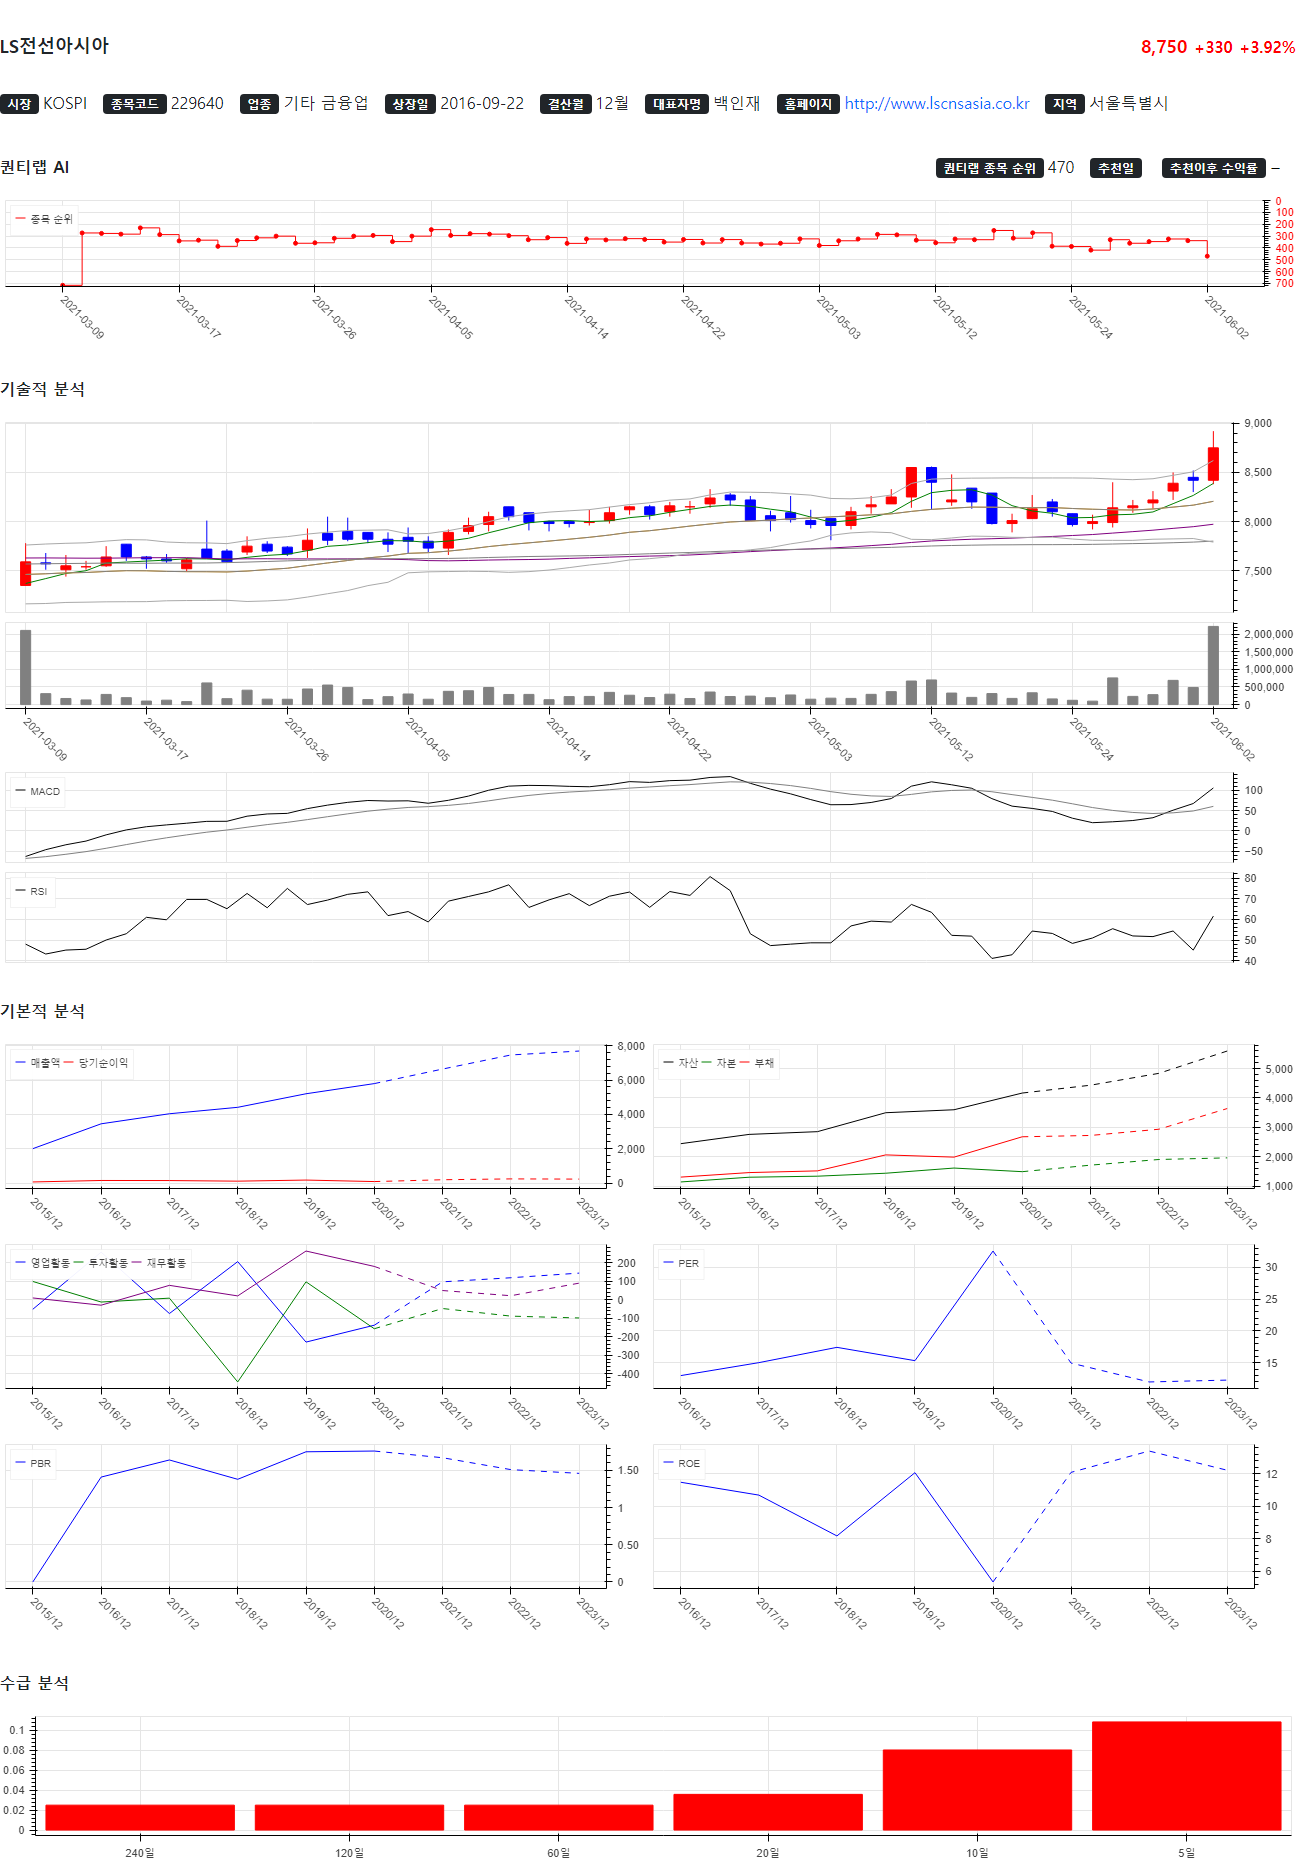 LS전선아시아
8,750 +330 +3.92%
시장 KOSPI 종목코드 229640 업종 기타 금융업 상장일 2016-09-22 결산월 12월 대표자명 백인재 홈페이지 http://www.lscnsasia.co.kr 지역 서울특별시
퀀티랩 AI
퀀티랩 종목 순위 470 추천일 추천이후 수익률 –
종목 순위
0
100
200
300
400
500
600
700
2021-03-09 2021-03-17 2021-03-26 2021-04-05 2021-04-14 2021-04-22 2021-05-03 2021-05-12 2021-05-24 2021-06-02
기술적 분석
9,000
8,500
8,000
7,500
2,000,000
1,500,000
1,000,000
500,000
0
2021-03-09 2021-03-17 2021-03-26 2021-04-05 2021-04-14 2021-04-22 2021-05-03 2021-05-12 2021-05-24 2021-06-02
MACD
100
50
0
−50
RSI
80
70
60
50
40
기본적 분석
매출액 당기순이익
8,000
6,000
4,000
2,000
0
2015/12 2016/12 2017/12 2018/12 2019/12 2020/12 2021/12 2022/12 2023/12
자산 자본 부채
5,000
4,000
3,000
2,000
1,000
2015/12 2016/12 2017/12 2018/12 2019/12 2020/12 2021/12 2022/12 2023/12
영업활동 투자활동 재무활동
200
100
0
-100
-200
-300
-400
2015/12 2016/12 2017/12 2018/12 2019/12 2020/12 2021/12 2022/12 2023/12
PER
30
25
20
15
2016/12 2017/12 2018/12 2019/12 2020/12 2021/12 2022/12 2023/12
PBR
1.50
1
0.50
0
2015/12 2016/12 2017/12 2018/12 2019/12 2020/12 2021/12 2022/12 2023/12
ROE
12
10
8
6
2016/12 2017/12 2018/12 2019/12 2020/12 2021/12 2022/12 2023/12
수급 분석
0.1
0.08
0.06
0.04
0.02
0
240일 120일 60일 20일 10일 5일